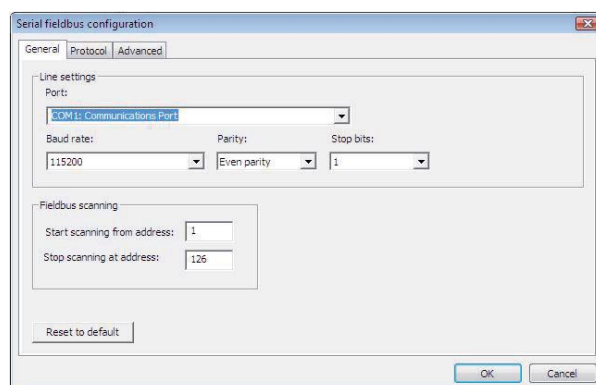 Serial fieldbus configuration
General Protocol Advanced
Line settings
Port:
COM1: Communications Port
Baud rate: Parity: Stop bits:
115200 Even parity 1
Fieldbus scanning
Start scanning from address: 1
Stop scanning at address: 126
Reset to default
OK Cancel